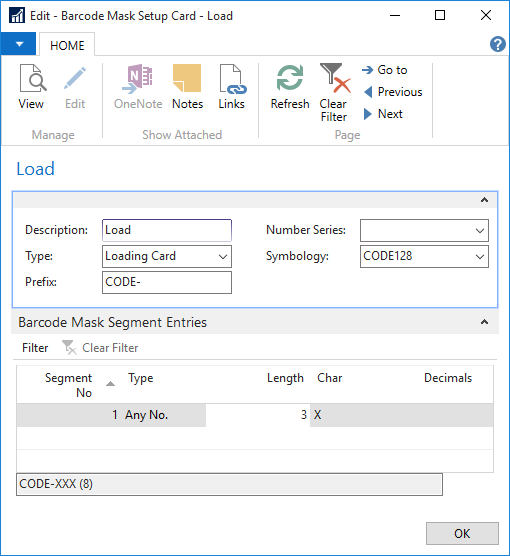 Edit - Barcode Mask Setup Card - Load
HOME
View
Edit
OneNote
Notes
Links
Refresh
Clear
Filter
Go to
Previous
Next
Manage
Show Attached
Page
Load
Description: Load
Number Series:
Type: Loading Card
Symbology: CODE128
Prefix: CODE-
Barcode Mask Segment Entries
Filter Clear Filter
Segment No Type Length Char Decimals
1 Any No. 3 X
CODE-XXX (8)
OK